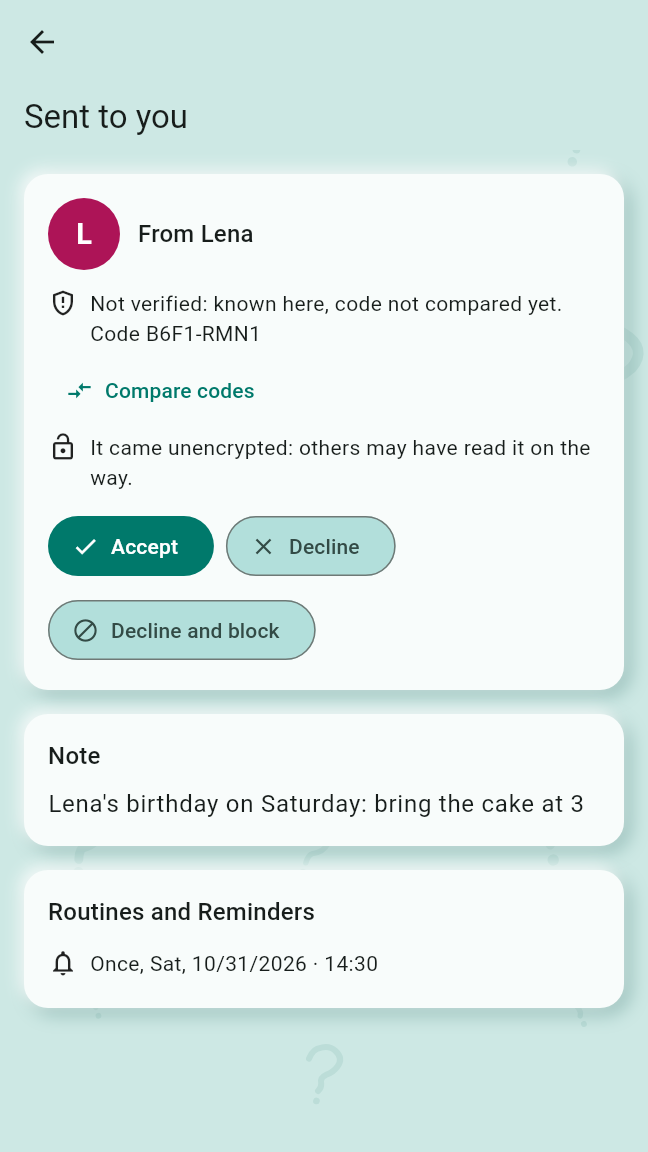 Sent to you
L
From Lena
Not verified: known here, code not compared yet.
Code B6F1-RMN1
Compare codes
It came unencrypted: others may have read it on the
way.
Accept
Decline
Decline and block
Note
Lena's birthday on Saturday: bring the cake at 3
Routines and Reminders
Once, Sat, 10/31/2026 · 14:30